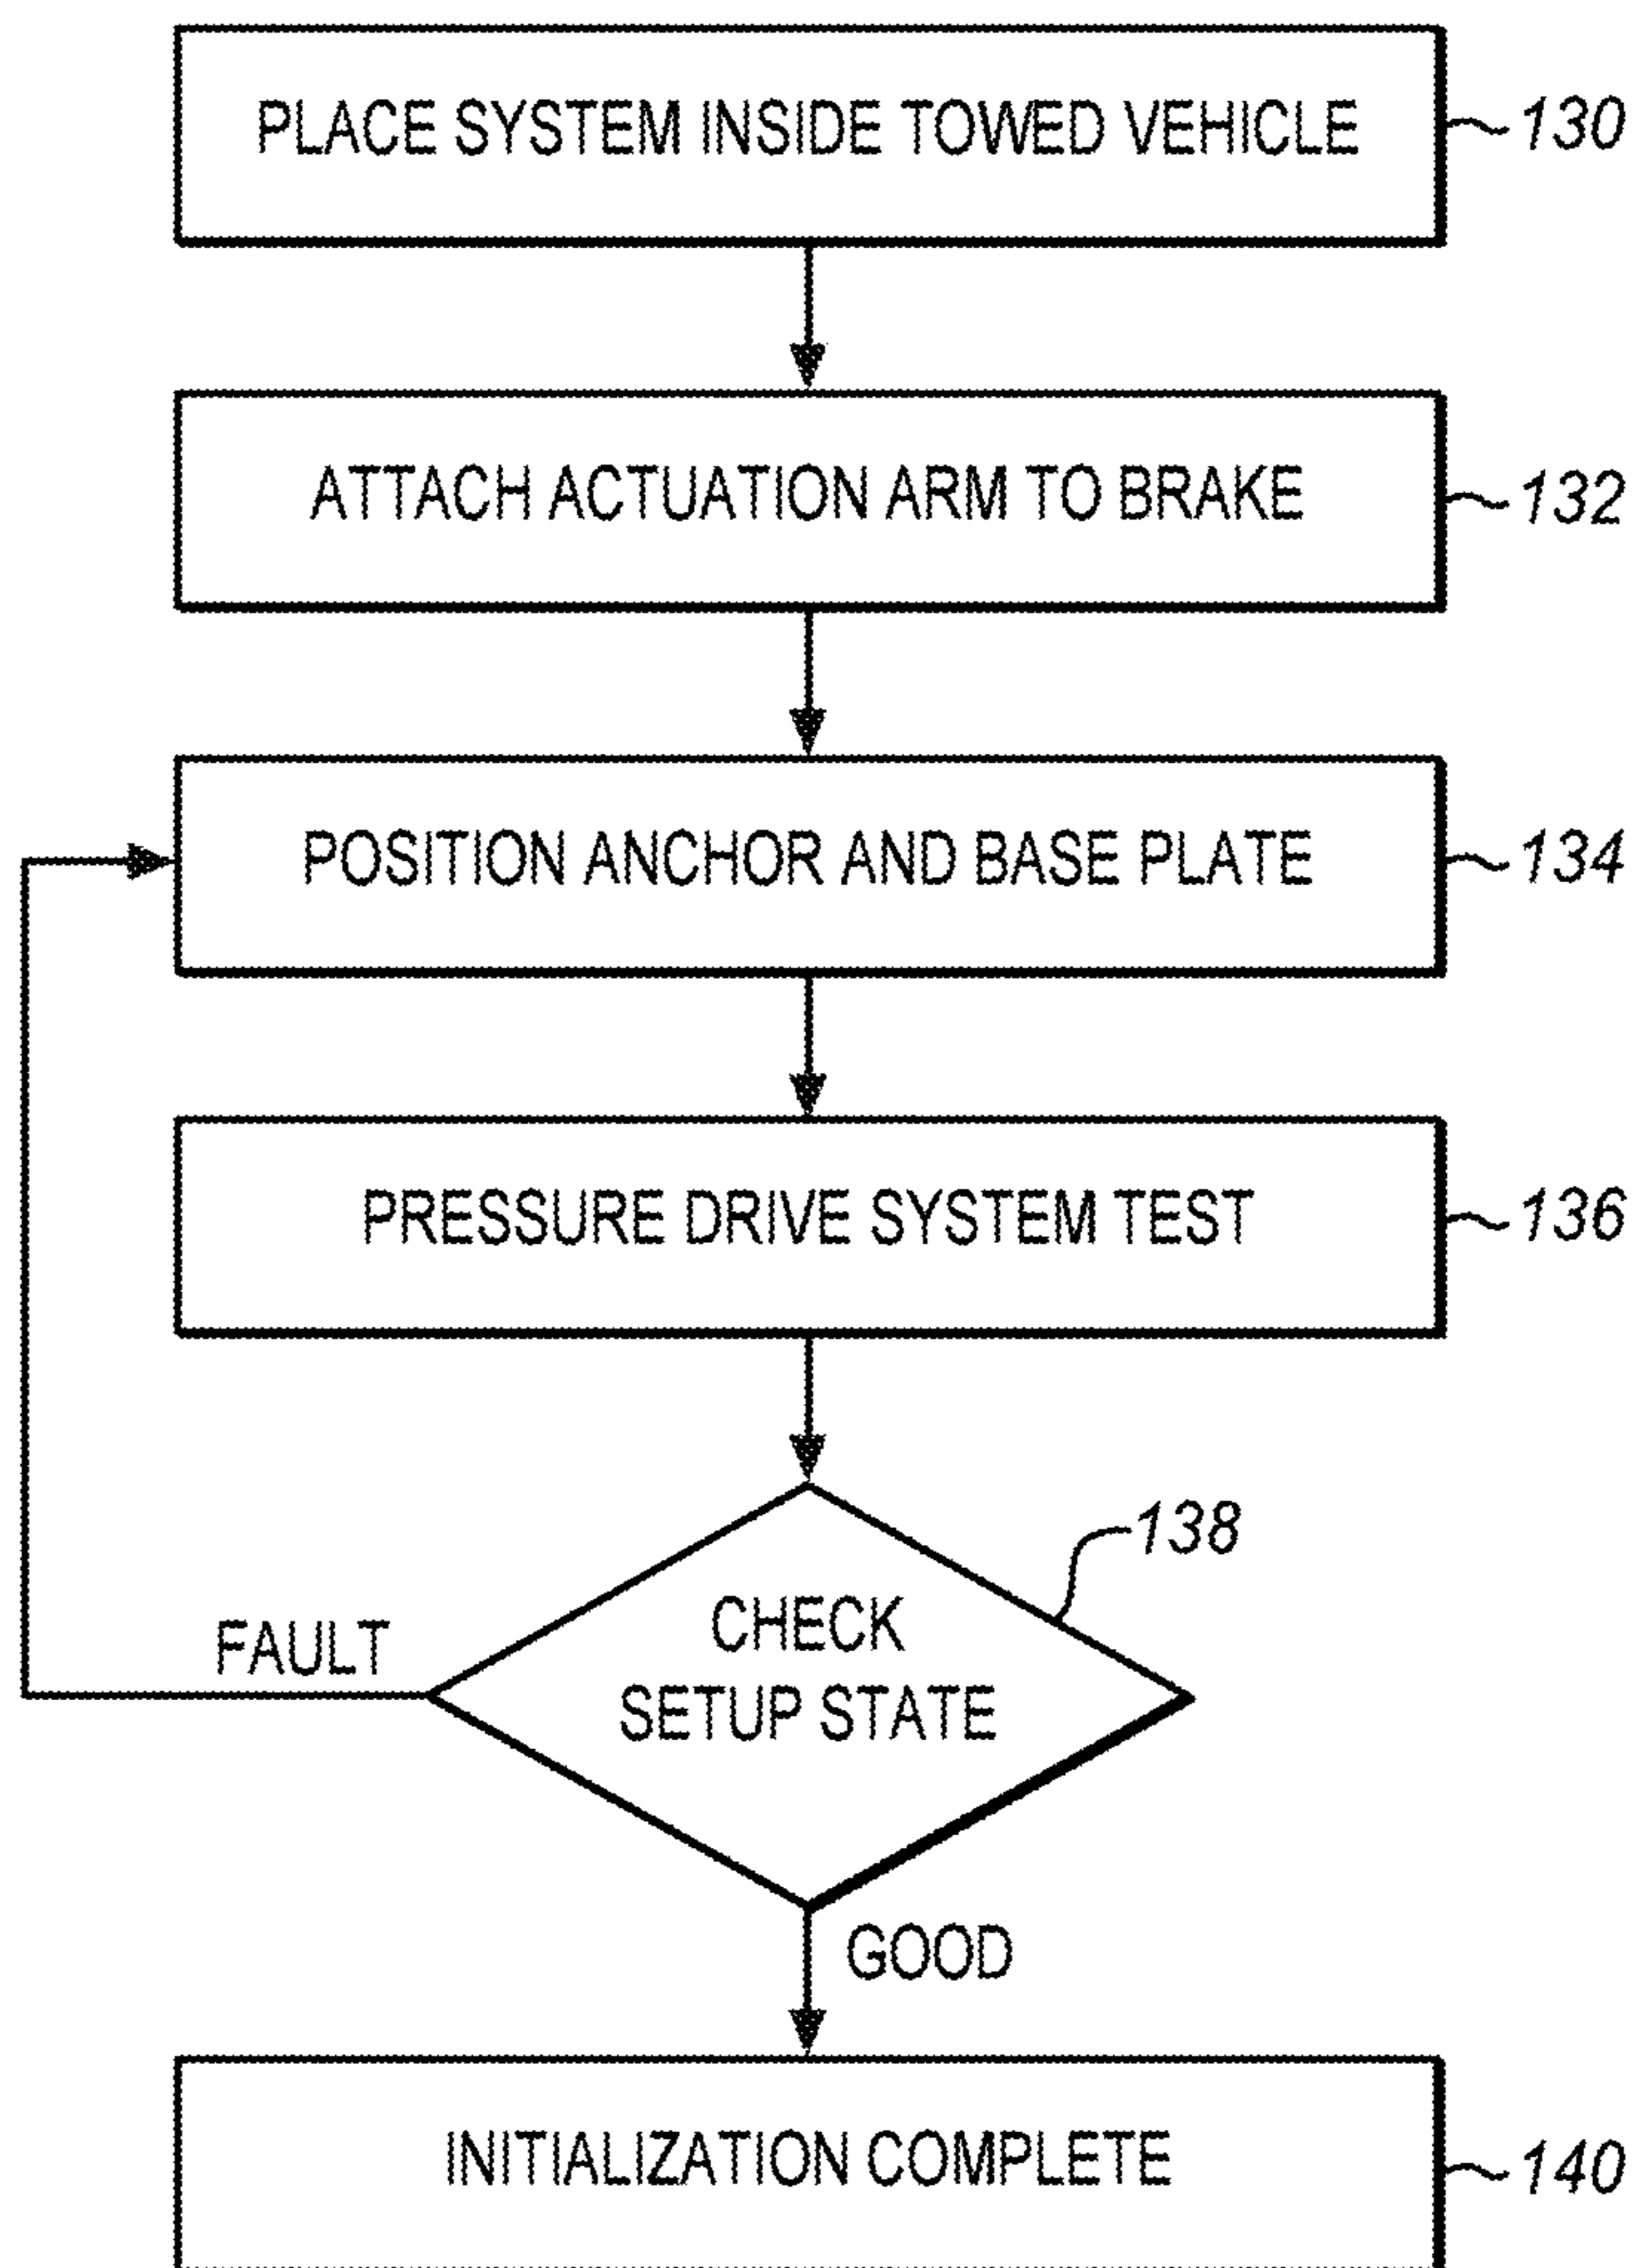 PLACE SYSTEM INSIDE TOWED VEHICLE
130
ATTACH ACTUATION ARM TO BRAKE
132
POSITION ANCHOR AND BASE PLATE
134
PRESSURE DRIVE SYSTEM TEST
136
138
CHECK
SETUP STATE
FAULT
GOOD
INITIALIZATION COMPLETE
140